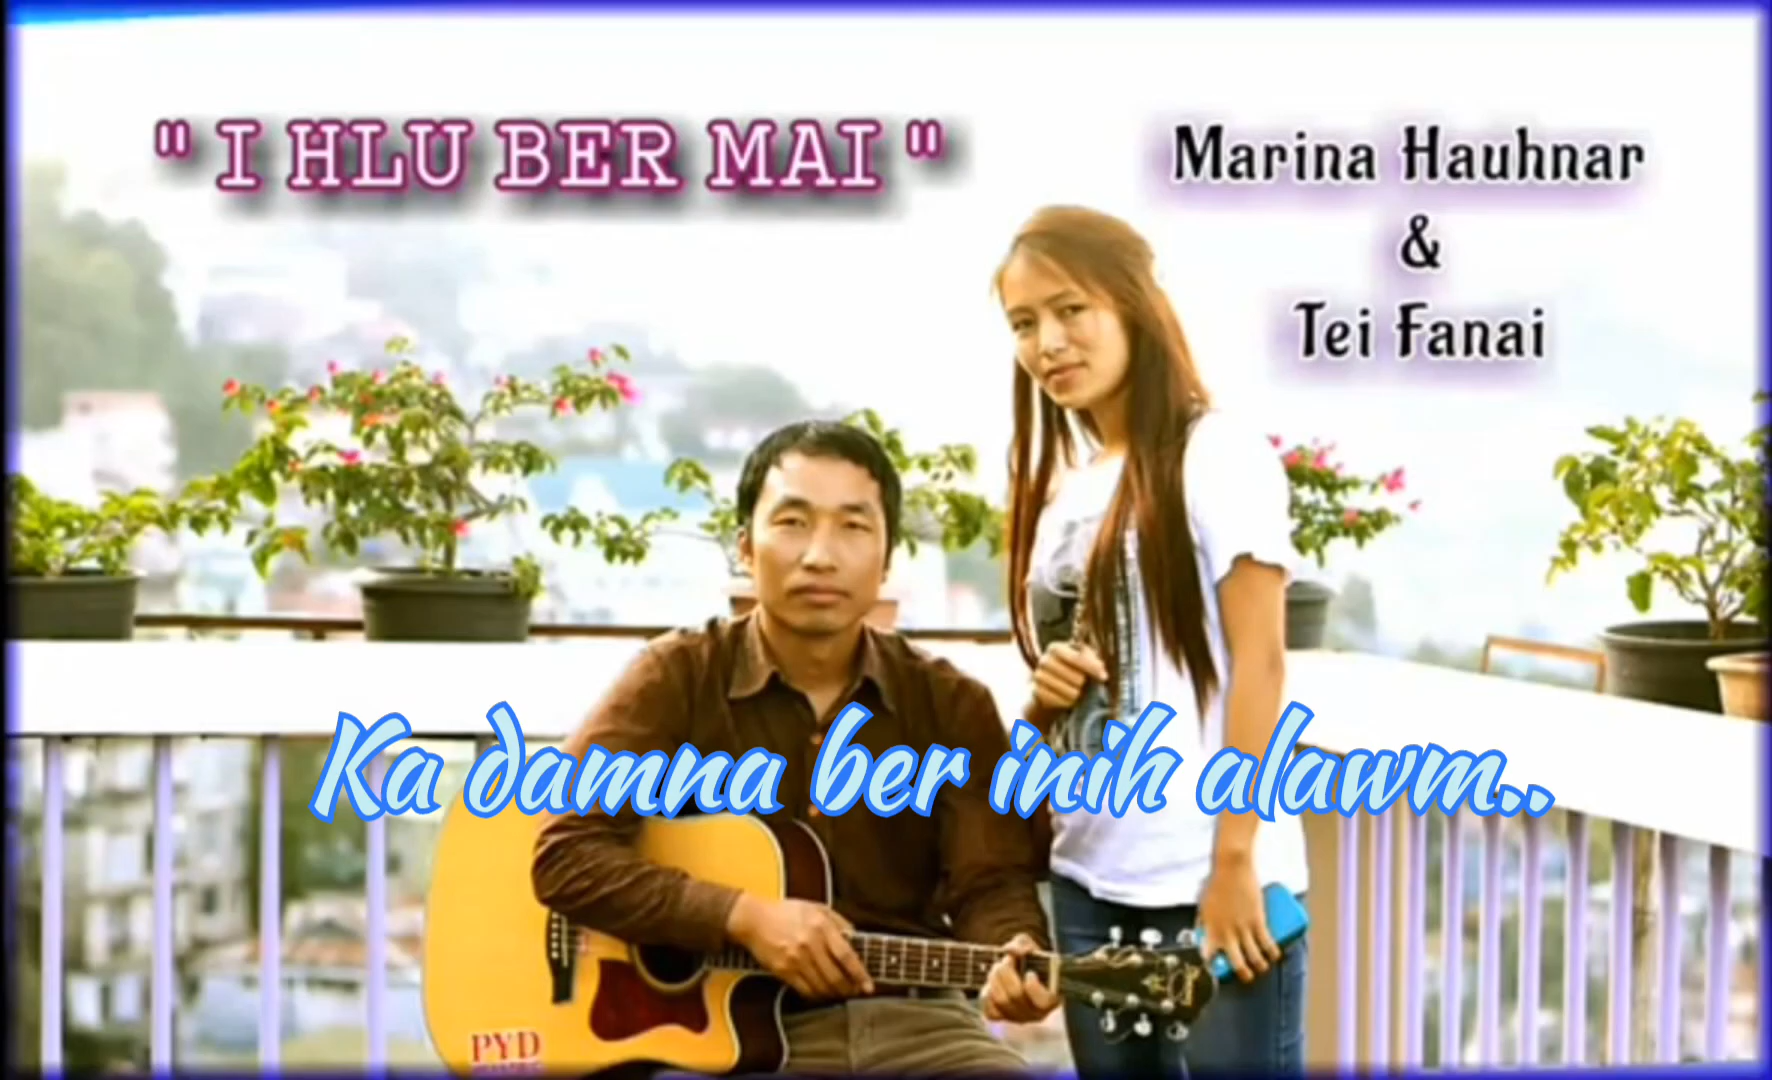 " I HLU BER MAI "
Marina Hauhnar
&
Tei Fanai
Ka damna ber inih alawm..
PYD